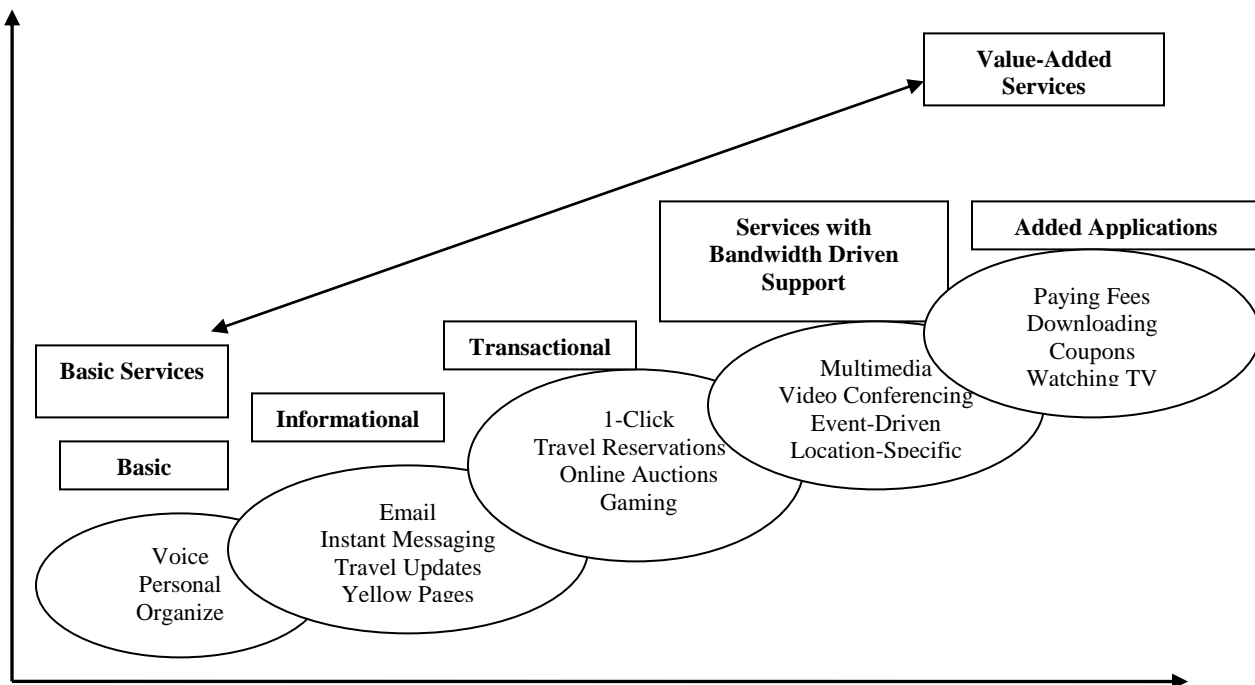 Value-Added
Services
Services with
Bandwidth Driven
Support
Added Applications
Paying Fees
Downloading
Coupons
Watching TV
Transactional
Basic Services
Multimedia
Video Conferencing
Event-Driven
Location-Specific
Informational
1-Click
Travel Reservations
Online Auctions
Gaming
Basic
Email
Instant Messaging
Travel Updates
Yellow Pages
Voice
Personal
Organize